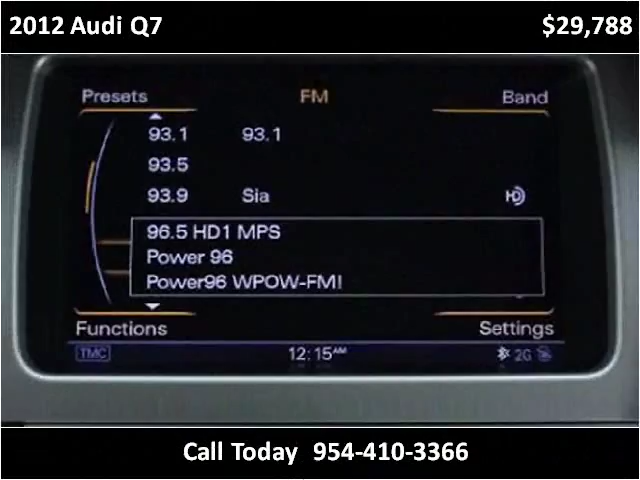 2012 Audi Q7 $29,788
Presets FM Band
93.1 93.1
93.5
93.9 Sia HD
96.5 HD1 MPS
Power 96
Power96 WPOW-FM!
Functions Settings
TMC 12:15AM 2G
Call Today 954-410-3366